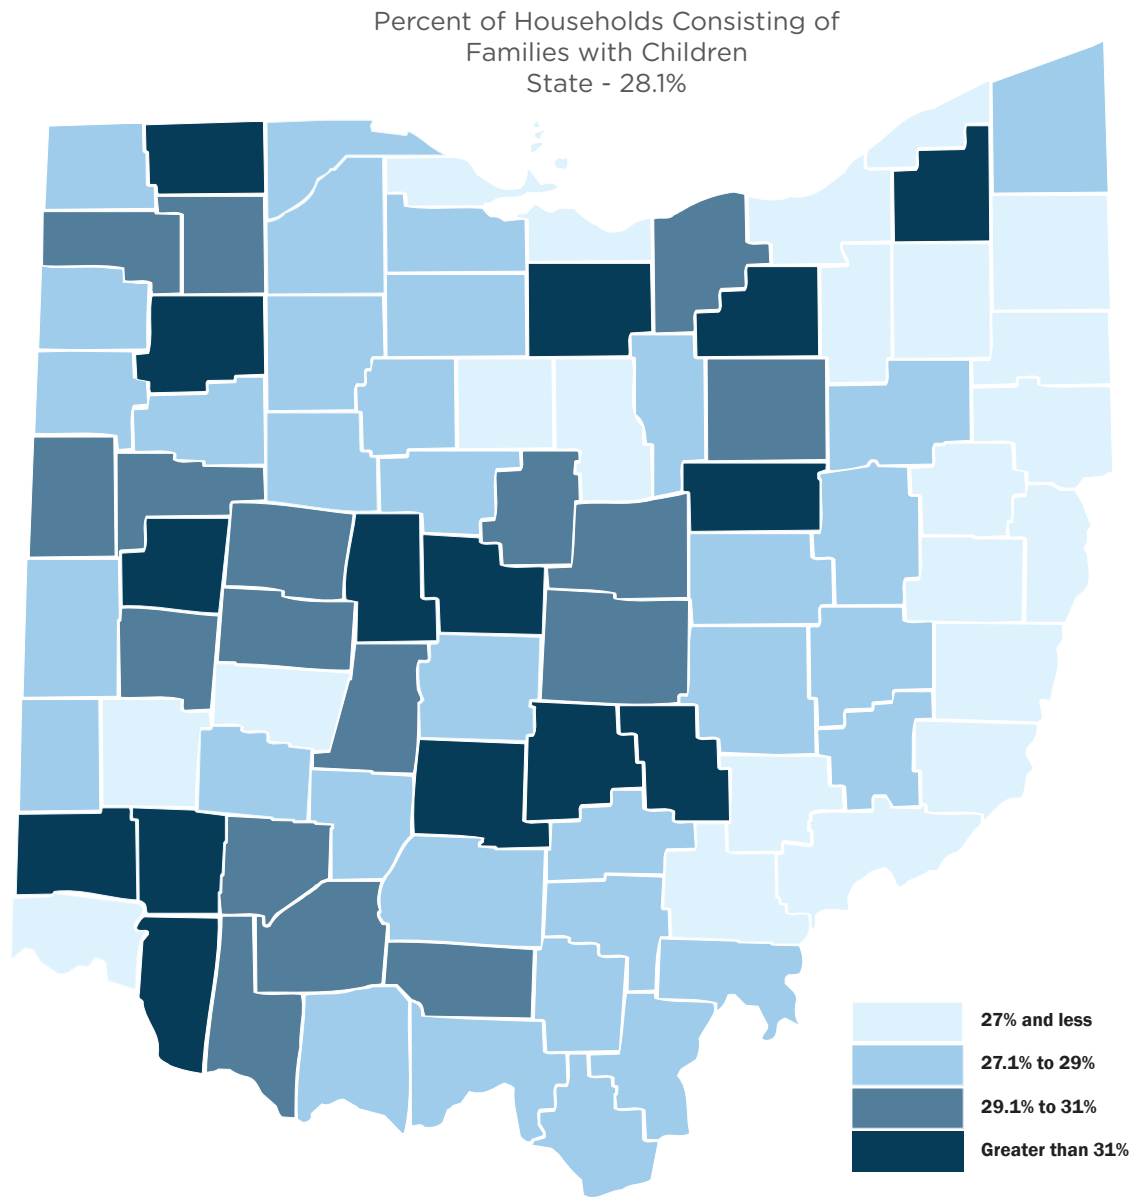 Percent of Households Consisting of
Families with Children
State - 28.1%
27% and less
27.1% to 29%
29.1% to 31%
Greater than 31%